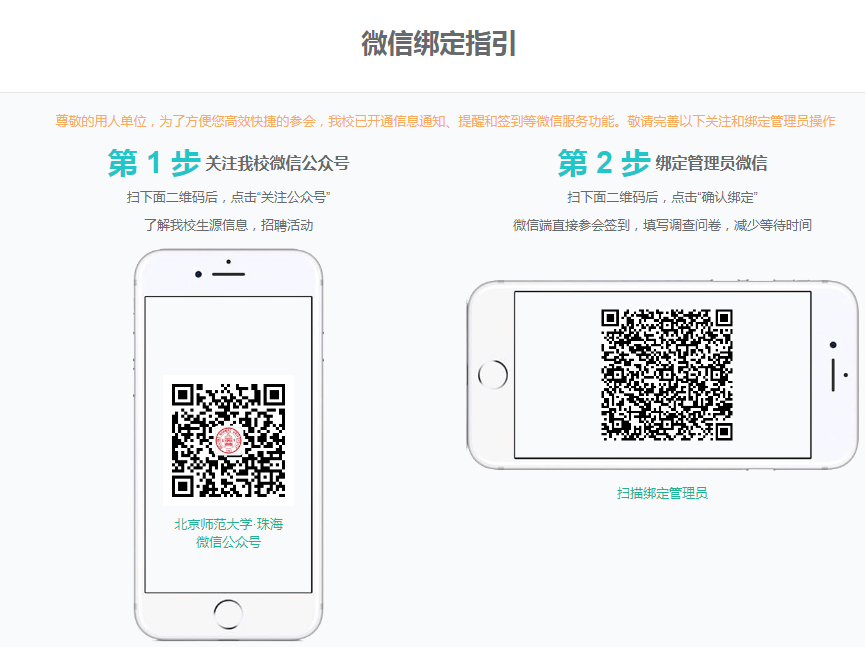 微信绑定指引
尊敬的用人单位，为了方便您高效快捷的参会，我校已开通信息通知、提醒和签到等微信服务功能。敬请完善以下关注和绑定管理员操作
第 1 步 关注我校微信公众号
扫下面二维码后，点击“关注公众号”
了解我校生源信息，招聘活动
北京师范大学·珠海
微信公众号
第 2 步 绑定管理员微信
扫下面二维码后，点击“确认绑定”
微信端直接参会签到，填写调查问卷，减少等待时间
扫描绑定管理员